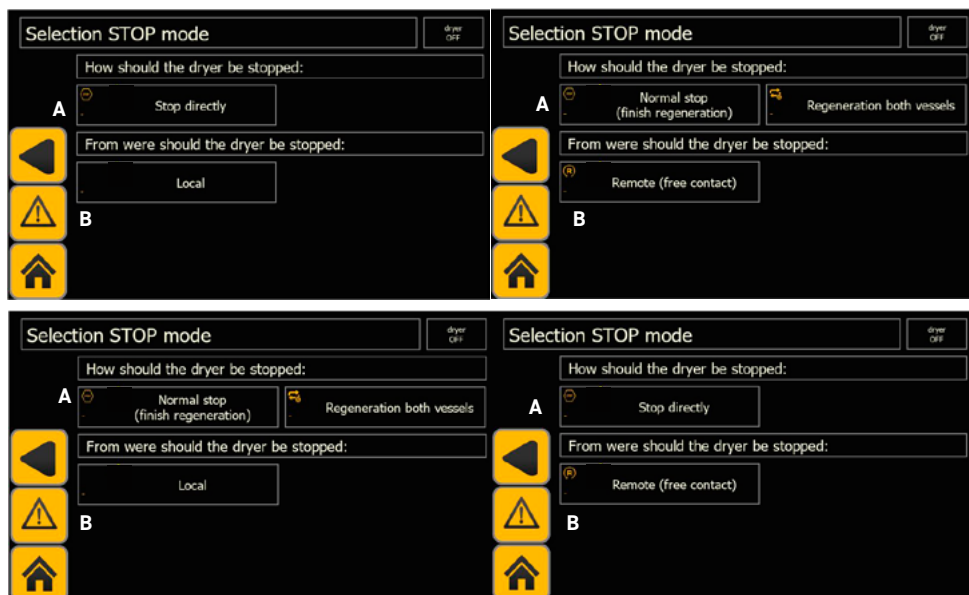 Selection STOP mode
dryer
OFF
How should the dryer be stopped:
A
Stop directly
From were should the dryer be stopped:
Local
B
Selection STOP mode
dryer
OFF
How should the dryer be stopped:
A
Normal stop
(finish regeneration)
Regeneration both vessels
From were should the dryer be stopped:
R
Remote (free contact)
B
Selection STOP mode
dryer
OFF
How should the dryer be stopped:
A
Normal stop
(finish regeneration)
Regeneration both vessels
From were should the dryer be stopped:
Local
B
Selection STOP mode
dryer
OFF
How should the dryer be stopped:
A
Stop directly
From were should the dryer be stopped:
R
Remote (free contact)
B